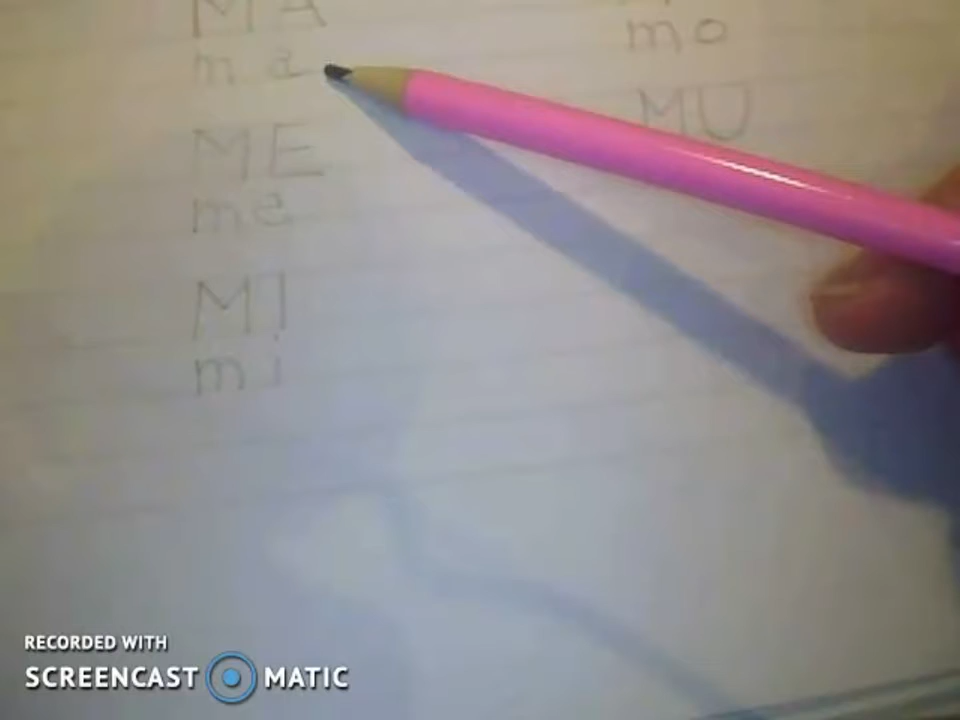 MA
ma
ME
me
MI
mi
mo
MU
RECORDED WITH
SCREENCAST MATIC